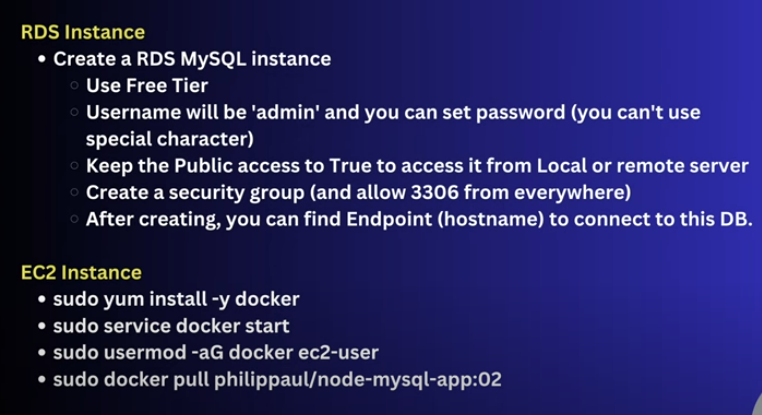 RDS Instance
• Create a RDS MySQL instance
○ Use Free Tier
○ Username will be 'admin' and you can set password (you can't use
special character)
○ Keep the Public access to True to access it from Local or remote server
○ Create a security group (and allow 3306 from everywhere)
○ After creating, you can find Endpoint (hostname) to connect to this DB.
EC2 Instance
• sudo yum install -y docker
• sudo service docker start
• sudo usermod -aG docker ec2-user
• sudo docker pull philippaul/node-mysql-app:02